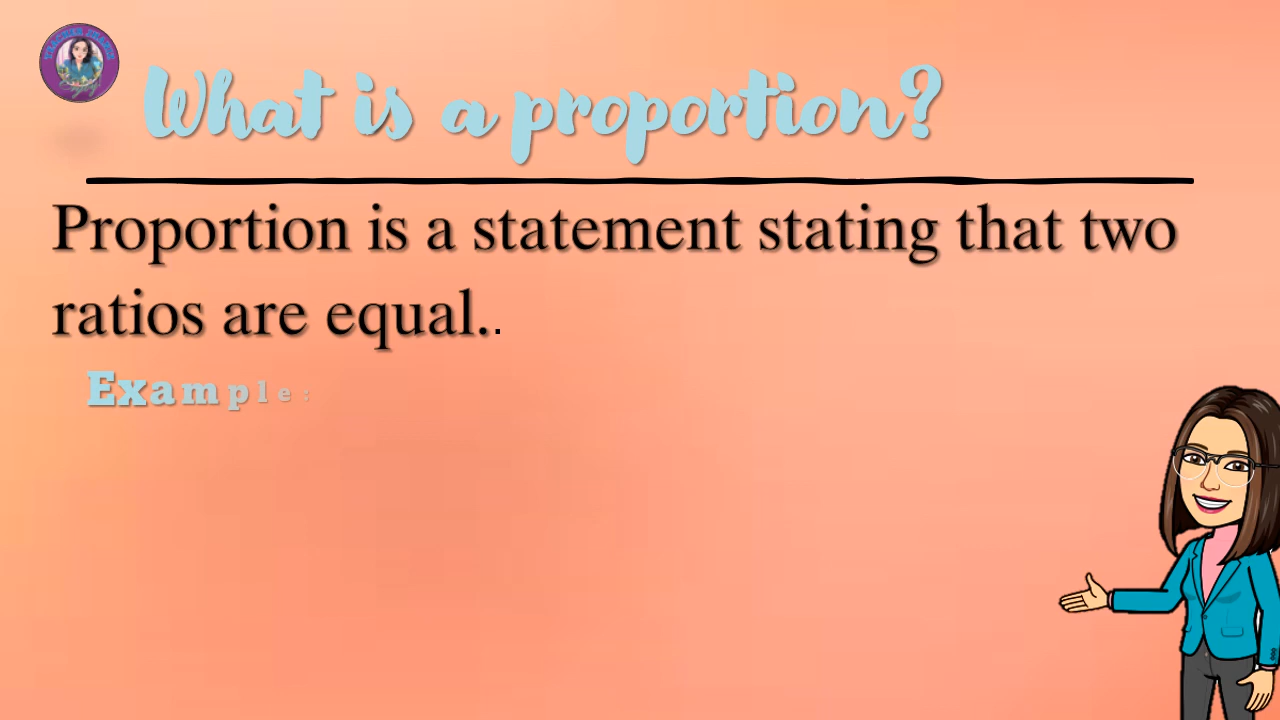 What is a proportion?
Proportion is a statement stating that two
ratios are equal..
Example: